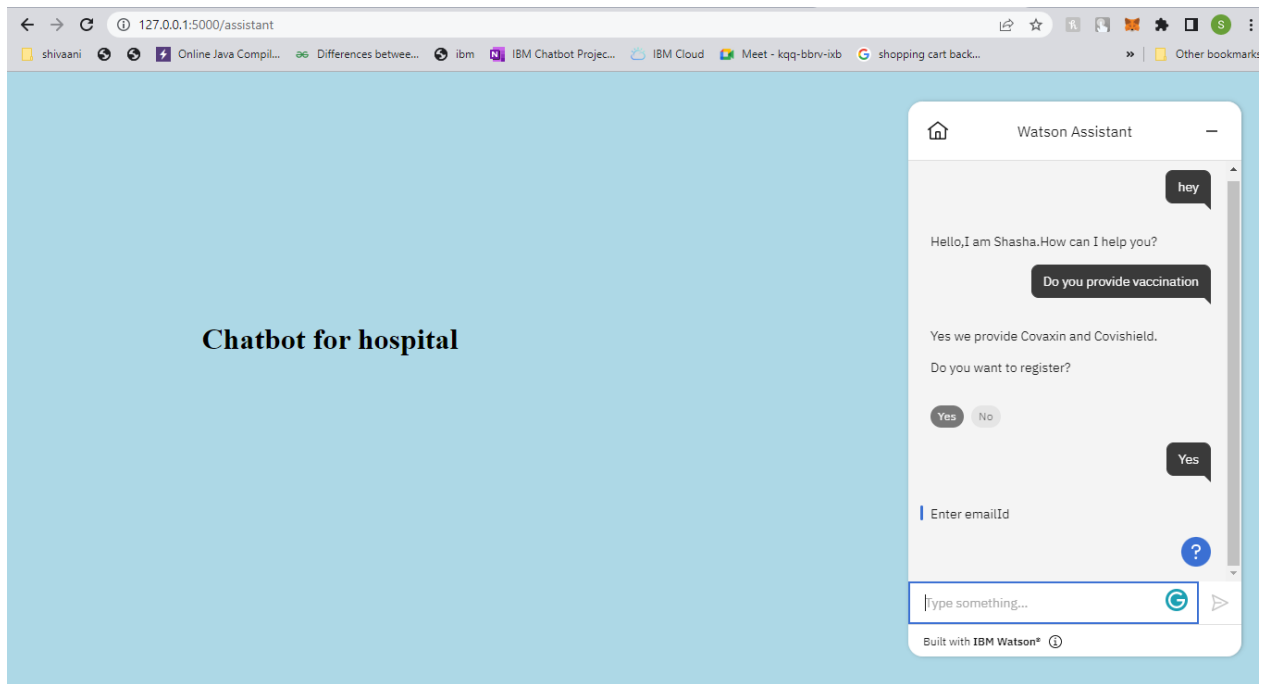 127.0.0.1:5000/assistant
S
shivaani
Online Java Compil...
Differences betwee...
ibm
IBM Chatbot Projec...
IBM Cloud
Meet - kqq-bbrv-ixb
shopping cart back...
»
Other bookmarks
Watson Assistant
hey
Hello,I am Shasha.How can I help you?
Do you provide vaccination
Chatbot for hospital
Yes we provide Covaxin and Covishield.
Do you want to register?
Yes No
Yes
Enter emailId
?
Type something...
Built with IBM Watson®